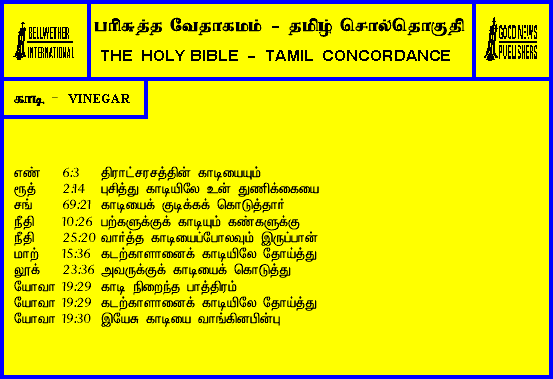 BELLWETHER
INTERNATIONAL
பரிசுத்த வேதாகமம் - தமிழ் சொல்தொகுதி
THE HOLY BIBLE - TAMIL CONCORDANCE
GOOD NEWS
PUBLISHERS
காடி - VINEGAR
எண் 6:3 திராட்சரசத்தின் காடியையும்
ரூத் 2:14 புசித்து காடியிலே உன் துணிக்கையை
சங் 69:21 காடியைக் குடிக்கக் கொடுத்தார்
நீதி 10:26 பற்களுக்குக் காடியும் கண்களுக்கு
நீதி 25:20 வார்த்த காடியைப்போலவும் இருப்பான்
மாற் 15:36 கடற்காளானைக் காடியிலே தோய்த்து
லூக் 23:36 அவருக்குக் காடியைக் கொடுத்து
யோவா 19:29 காடி நிறைந்த பாத்திரம்
யோவா 19:29 கடற்காளானைக் காடியிலே தோய்த்து
யோவா 19:30 இயேசு காடியை வாங்கினபின்பு